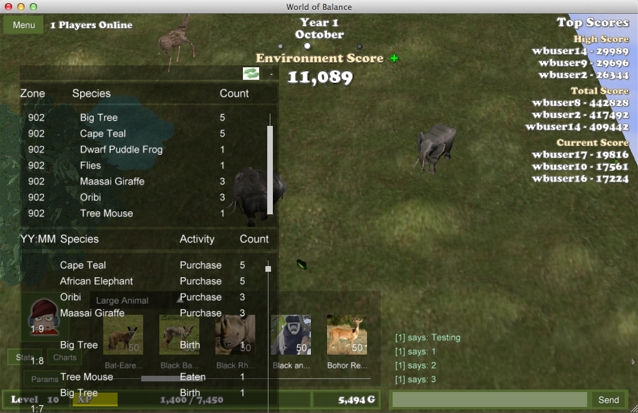 World of Balance
Menu
1 Players Online
Year 1
October
Environment Score
11,089
Top Scores
High Score
wbuser14 - 29989
wbuser9 - 29696
wbuser2 - 26344
Total Score
wbuser8 - 442828
wbuser2 - 417492
wbuser14 - 409442
Current Score
wbuser17 - 19816
wbuser10 - 17561
wbuser16 - 17224
Zone Species Count
902 Big Tree 5
902 Cape Teal 5
902 Dwarf Puddle Frog 1
902 Flies 1
902 Maasai Giraffe 3
902 Oribi 3
902 Tree Mouse 1
YY:MM Species Activity Count
Cape Teal Purchase 5
African Elephant Purchase 5
Oribi Purchase 3
Maasai Giraffe Purchase 3
1:9
Big Tree Birth 1
1:8
Tree Mouse Eaten 1
Big Tree Birth 1
1:7
Large Animal
50 50 50 50 50
Bat-Eare... Black Ba... Black Rh... Black an... Bohor Re...
Charts
Params
[1] says: Testing
[1] says: 1
[1] says: 2
[1] says: 3
Level 10 XP 1,400 / 7,450 5,494 G
Send